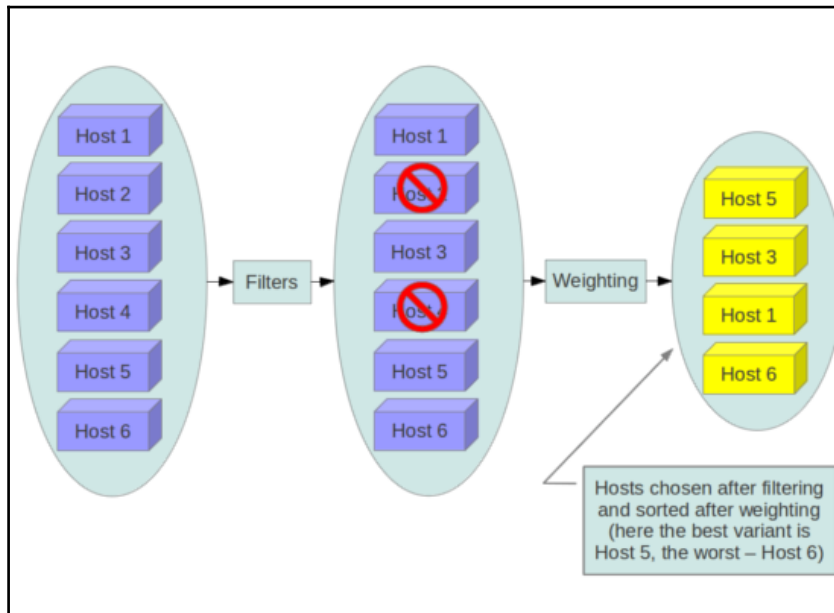 Host 1
Host 2
Host 3
Host 4
Host 5
Host 6
Filters
Host 1
Host 3
Host 5
Host 6
Weighting
Host 5
Host 3
Host 1
Host 6
Hosts chosen after filtering
and sorted after weighting
(here the best variant is
Host 5, the worst – Host 6)